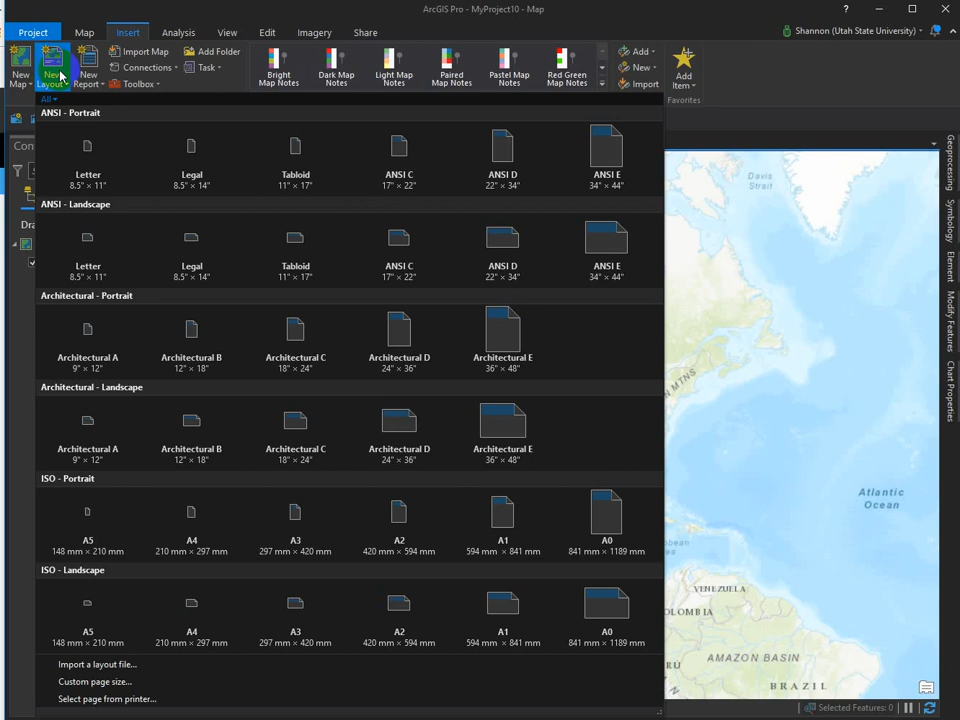 ArcGIS Pro - MyProject10 - Map
?
Project Map Insert Analysis View Edit Imagery Share
Shannon (Utah State University)
New Map
New Layout
New Report
Import Map
Connections
Toolbox
Add Folder
Task
Bright Map Notes
Dark Map Notes
Light Map Notes
Paired Map Notes
Pastel Map Notes
Red Green Map Notes
Add
New
Import
Add Item
Favorites
All
ANSI - Portrait
Letter Legal Tabloid ANSI C ANSI D ANSI E
8.5" × 11" 8.5" × 14" 11" × 17" 17" × 22" 22" × 34" 34" × 44"
ANSI - Landscape
Letter Legal Tabloid ANSI C ANSI D ANSI E
8.5" × 11" 8.5" × 14" 11" × 17" 17" × 22" 22" × 34" 34" × 44"
Architectural - Portrait
Architectural A Architectural B Architectural C Architectural D Architectural E
9" × 12" 12" × 18" 18" × 24" 24" × 36" 36" × 48"
Architectural - Landscape
Architectural A Architectural B Architectural C Architectural D Architectural E
9" × 12" 12" × 18" 18" × 24" 24" × 36" 36" × 48"
ISO - Portrait
A5 A4 A3 A2 A1 A0
148 mm × 210 mm 210 mm × 297 mm 297 mm × 420 mm 420 mm × 594 mm 594 mm × 841 mm 841 mm × 1189 mm
ISO - Landscape
A5 A4 A3 A2 A1 A0
148 mm × 210 mm 210 mm × 297 mm 297 mm × 420 mm 420 mm × 594 mm 594 mm × 841 mm 841 mm × 1189 mm
Import a layout file...
Custom page size...
Select page from printer...
Con
Dra
Davis
Strait
MTNS
Atlantic
Ocean
bbean
VENEZUELA
OLOMBIA
AMAZON BASIN
RU
BRAZIL
Geoprocessing
Symbology
Element
Modify Features
Chart Properties
Selected Features: 0